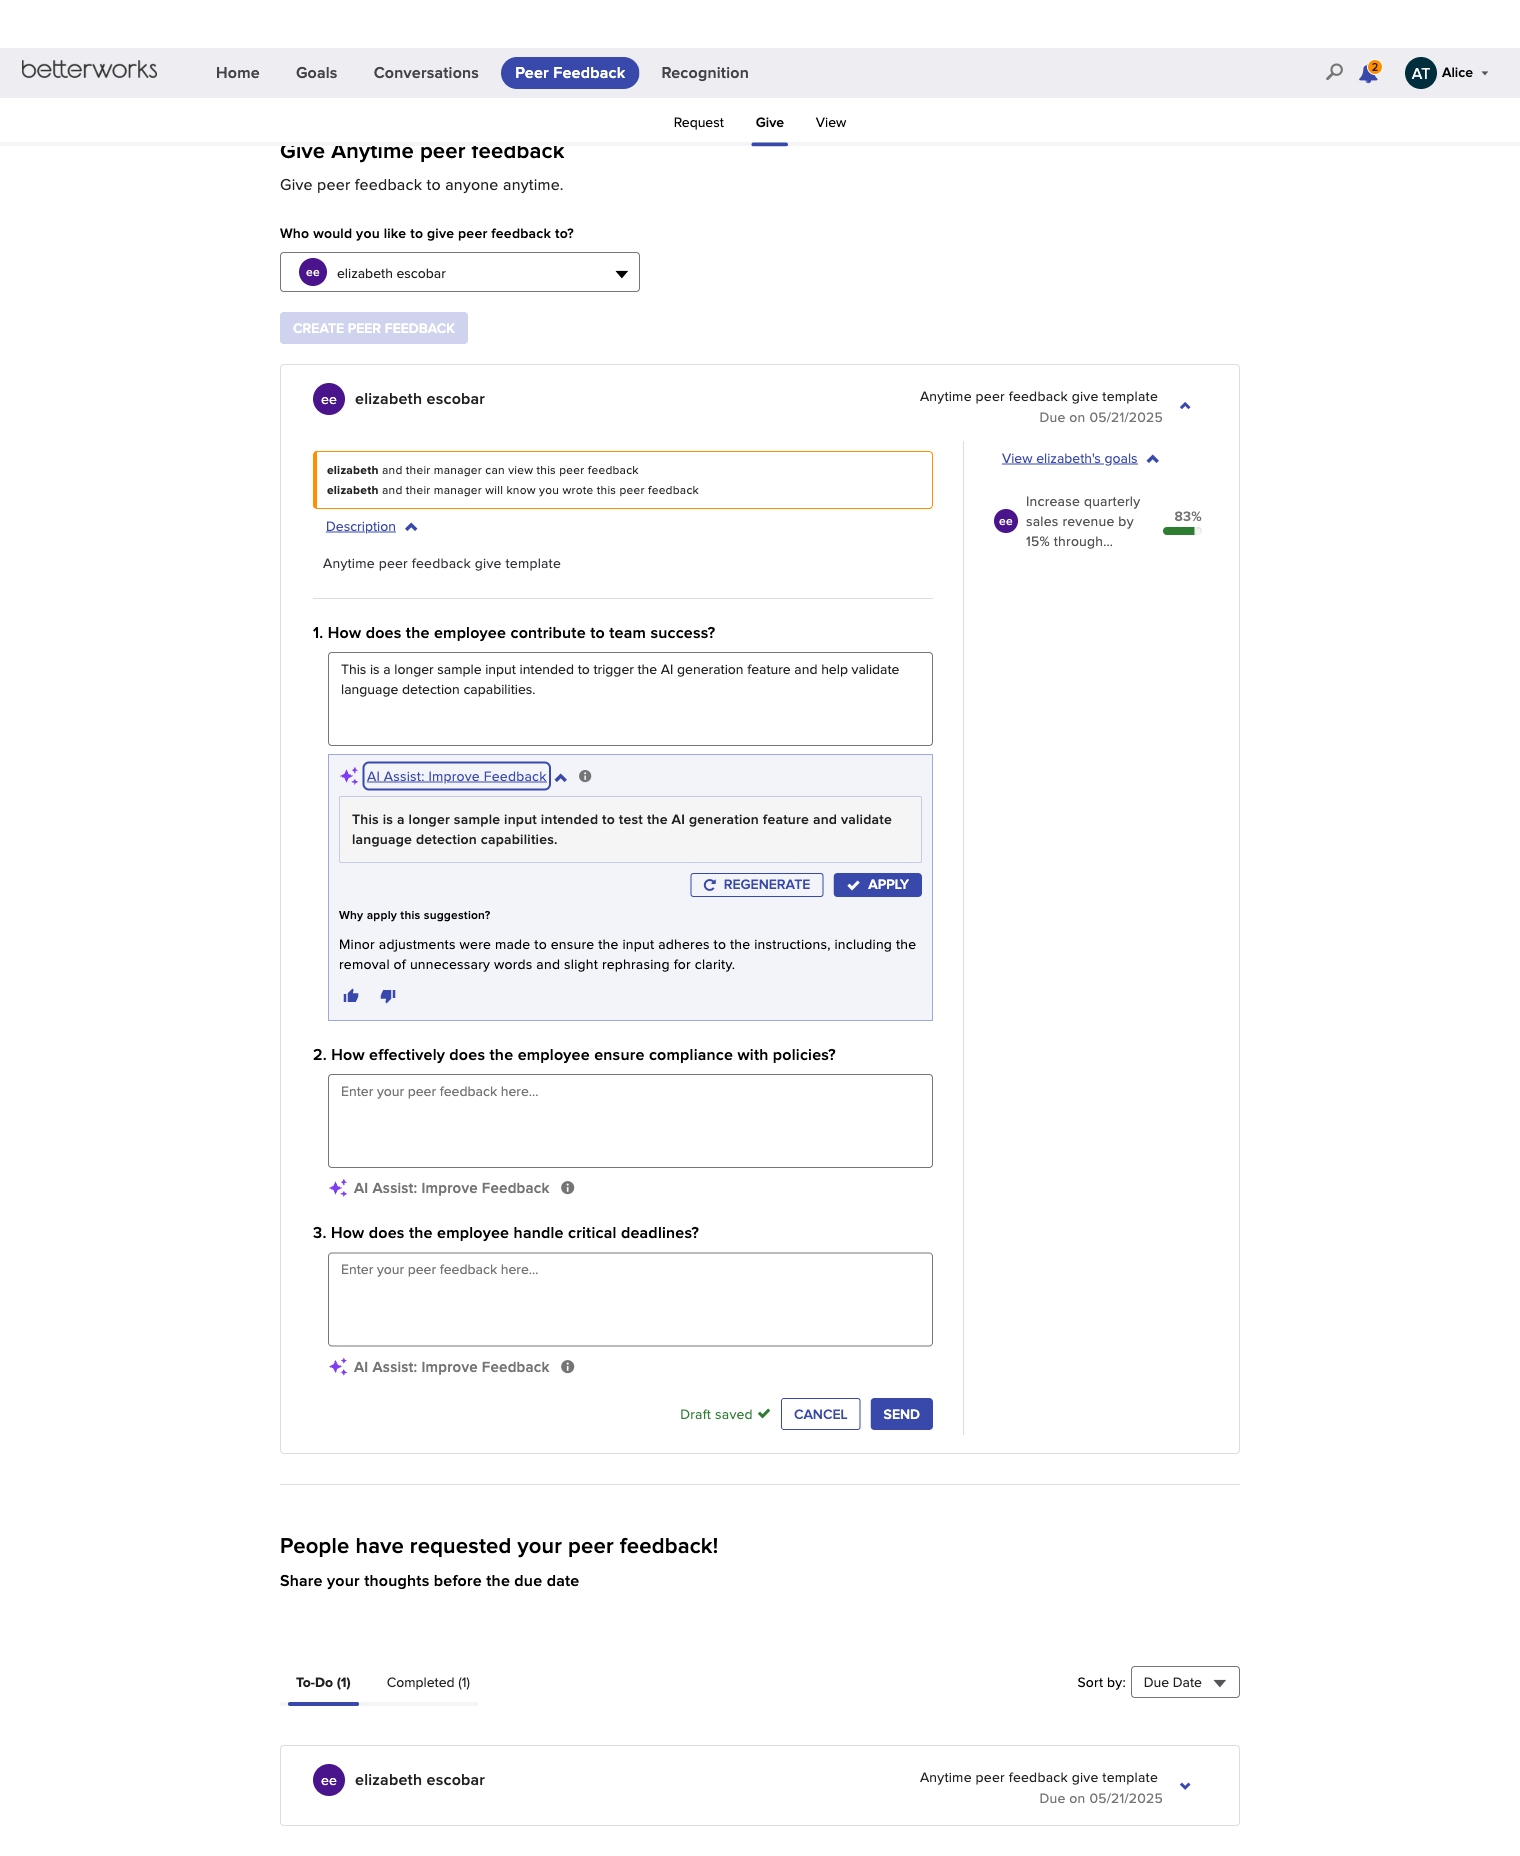 betterworks
Home
Goals
Conversations
Peer Feedback
Recognition
2
AT
Alice
Request
Give
View
Give Anytime peer feedback
Give peer feedback to anyone anytime.
Who would you like to give peer feedback to?
ee
elizabeth escobar
CREATE PEER FEEDBACK
ee
elizabeth escobar
Anytime peer feedback give template
Due on 05/21/2025
elizabeth and their manager can view this peer feedback
elizabeth and their manager will know you wrote this peer feedback
Description
Anytime peer feedback give template
View elizabeth's goals
ee
Increase quarterly
sales revenue by
15% through...
83%
1. How does the employee contribute to team success?
This is a longer sample input intended to trigger the AI generation feature and help validate
language detection capabilities.
AI Assist: Improve Feedback
This is a longer sample input intended to test the AI generation feature and validate
language detection capabilities.
REGENERATE
APPLY
Why apply this suggestion?
Minor adjustments were made to ensure the input adheres to the instructions, including the
removal of unnecessary words and slight rephrasing for clarity.
2. How effectively does the employee ensure compliance with policies?
Enter your peer feedback here...
AI Assist: Improve Feedback
3. How does the employee handle critical deadlines?
Enter your peer feedback here...
AI Assist: Improve Feedback
Draft saved
CANCEL
SEND
People have requested your peer feedback!
Share your thoughts before the due date
To-Do (1)
Completed (1)
Sort by:
Due Date
ee
elizabeth escobar
Anytime peer feedback give template
Due on 05/21/2025